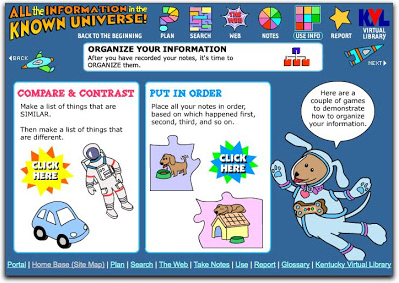 ALL the INFORMATION in the
KNOWN UNIVERSE!
BACK TO THE BEGINNING
PLAN
SEARCH
THE WEB
WEB
NOTES
USE INFO
REPORT
KYVL
VIRTUAL
LIBRARY
BACK
ORGANIZE YOUR INFORMATION
After you have recorded your notes, it's time to
ORGANIZE them.
NEXT
COMPARE & CONTRAST
Make a list of things that are
SIMILAR.
Then make a list of things that
are different.
CLICK
HERE
PUT IN ORDER
Place all your notes in order,
based on which happened first,
second, third, and so on.
CLICK
HERE
Here are a
couple of games
to demonstrate
how to organize
your information.
Portal | Home Base (Site Map) | Plan | Search | The Web | Take Notes | Use | Report | Glossary | Kentucky Virtual Library